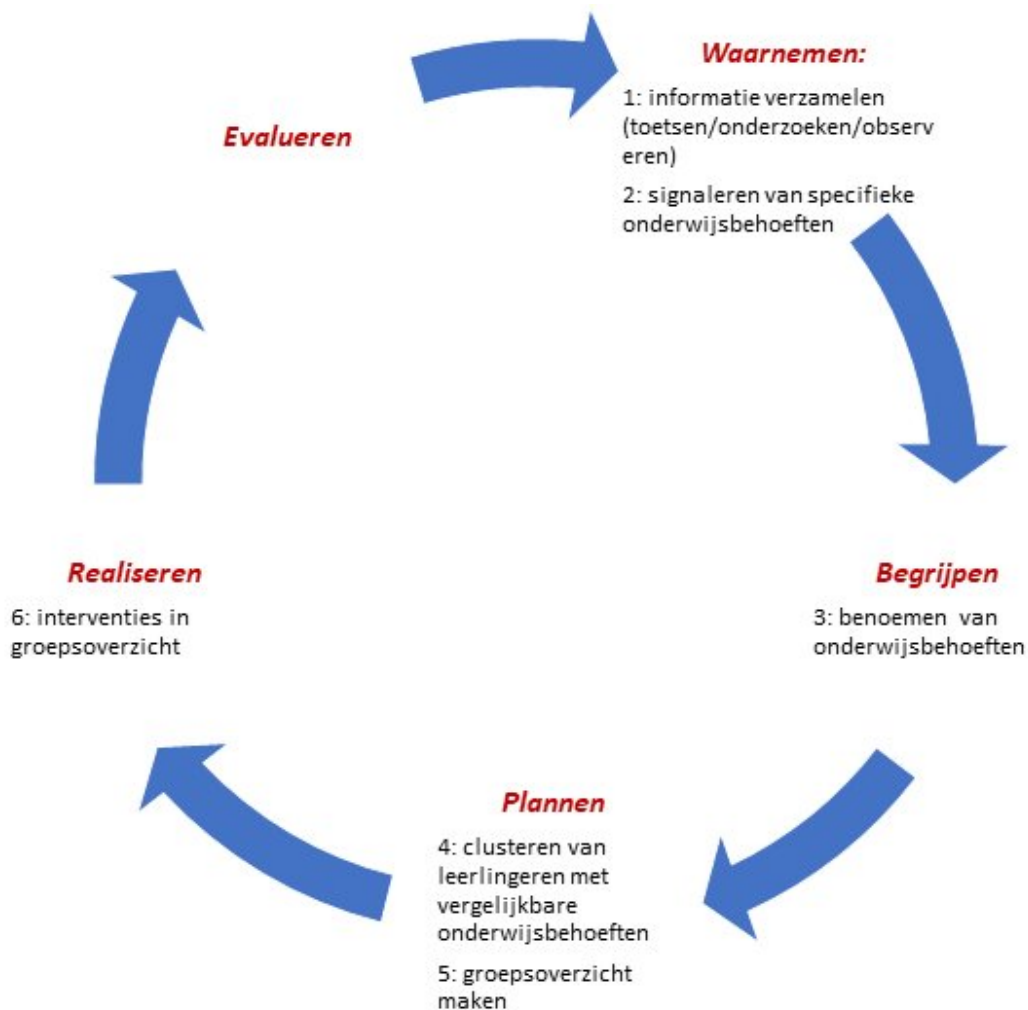 Waarnemen:
1: informatie verzamelen
(toetsen/onderzoeken/observ
eren)
2: signaleren van specifieke
onderwijsbehoeften
Begrijpen
3: benoemen van
onderwijsbehoeften
Plannen
4: clusteren van
leerlingeren met
vergelijkbare
onderwijsbehoeften
5: groepsoverzicht
maken
Realiseren
6: interventies in
groepsoverzicht
Evalueren